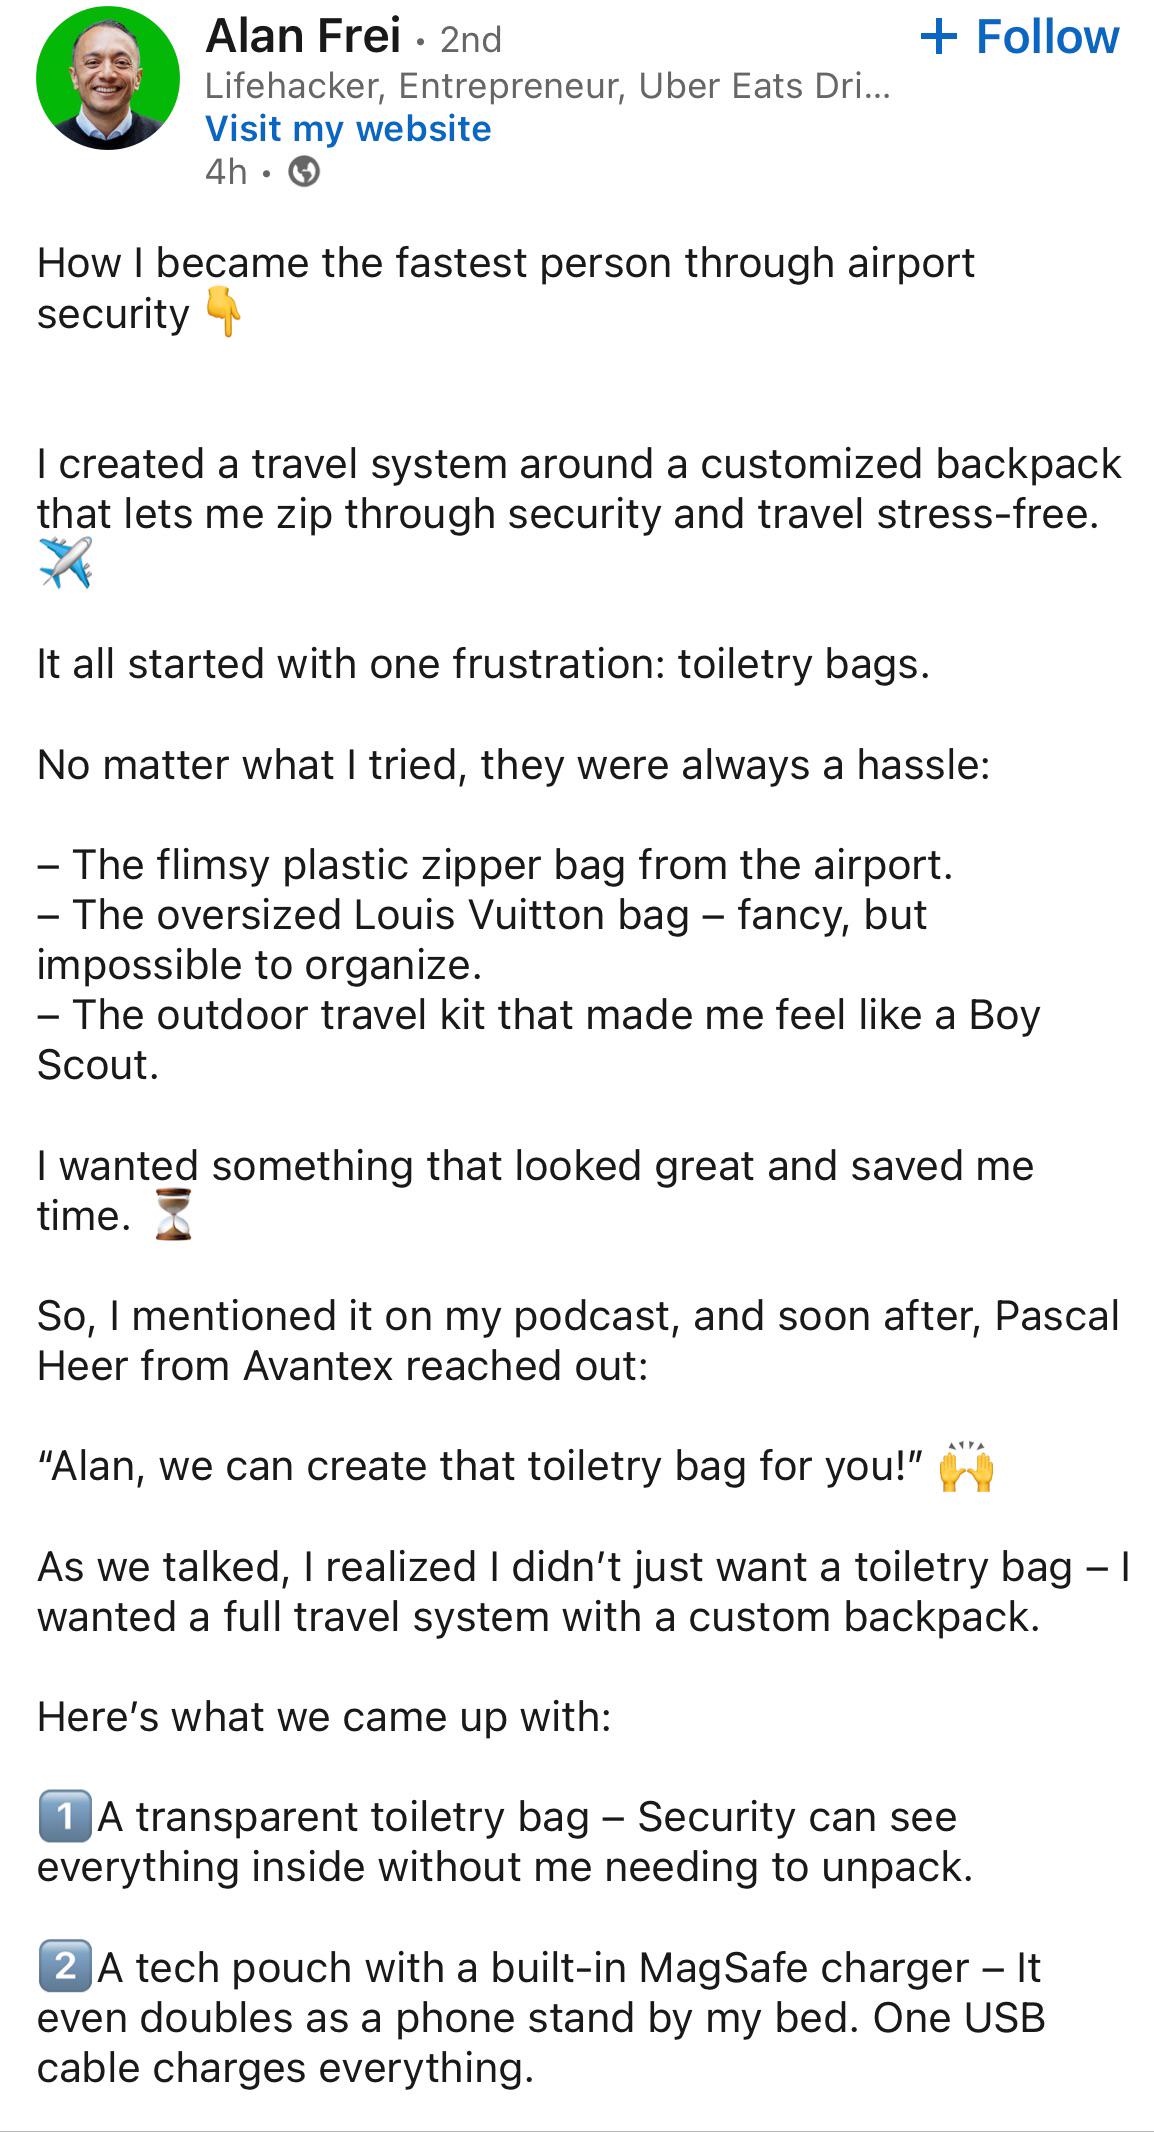 Alan Frei • 2nd
+ Follow
Lifehacker, Entrepreneur, Uber Eats Dri...
Visit my website
4h •
How I became the fastest person through airport
security 👇
I created a travel system around a customized backpack
that lets me zip through security and travel stress-free.
✈️
It all started with one frustration: toiletry bags.
No matter what I tried, they were always a hassle:
– The flimsy plastic zipper bag from the airport.
– The oversized Louis Vuitton bag – fancy, but
impossible to organize.
– The outdoor travel kit that made me feel like a Boy
Scout.
I wanted something that looked great and saved me
time. ⏳
So, I mentioned it on my podcast, and soon after, Pascal
Heer from Avantex reached out:
“Alan, we can create that toiletry bag for you!” 🙌
As we talked, I realized I didn’t just want a toiletry bag – I
wanted a full travel system with a custom backpack.
Here’s what we came up with:
1️⃣A transparent toiletry bag – Security can see
everything inside without me needing to unpack.
2️⃣A tech pouch with a built-in MagSafe charger – It
even doubles as a phone stand by my bed. One USB
cable charges everything.